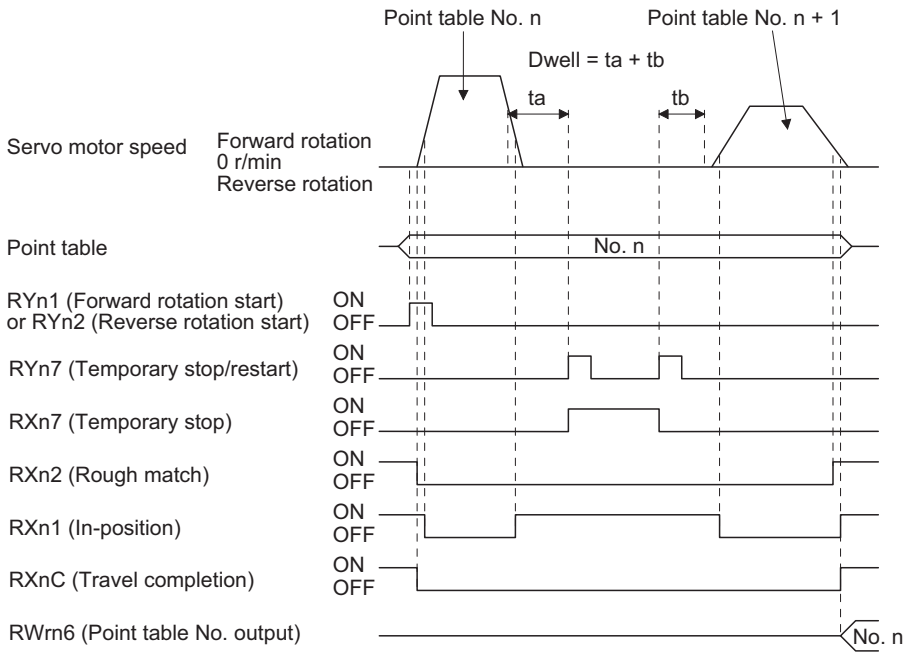 Point table No. n
Point table No. n + 1
Dwell = ta + tb
ta
tb
Servo motor speed
Forward rotation
0 r/min
Reverse rotation
Point table
No. n
RYn1 (Forward rotation start)
or RYn2 (Reverse rotation start)
ON
OFF
RYn7 (Temporary stop/restart)
ON
OFF
RXn7 (Temporary stop)
ON
OFF
RXn2 (Rough match)
ON
OFF
RXn1 (In-position)
ON
OFF
RXnC (Travel completion)
ON
OFF
RWrn6 (Point table No. output)
No. n